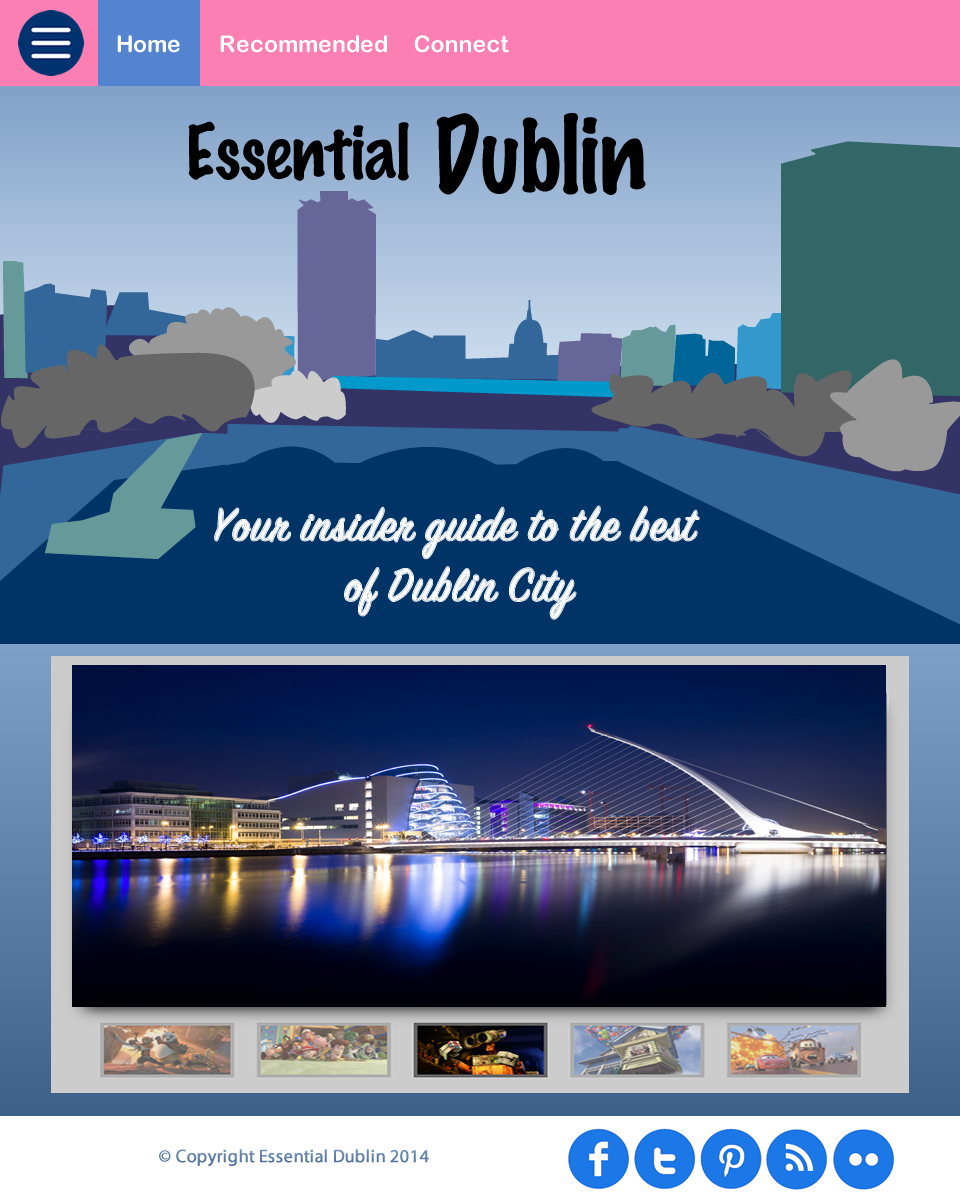 Home Recommended Connect
Essential Dublin
Your insider guide to the best
of Dublin City
© Copyright Essential Dublin 2014